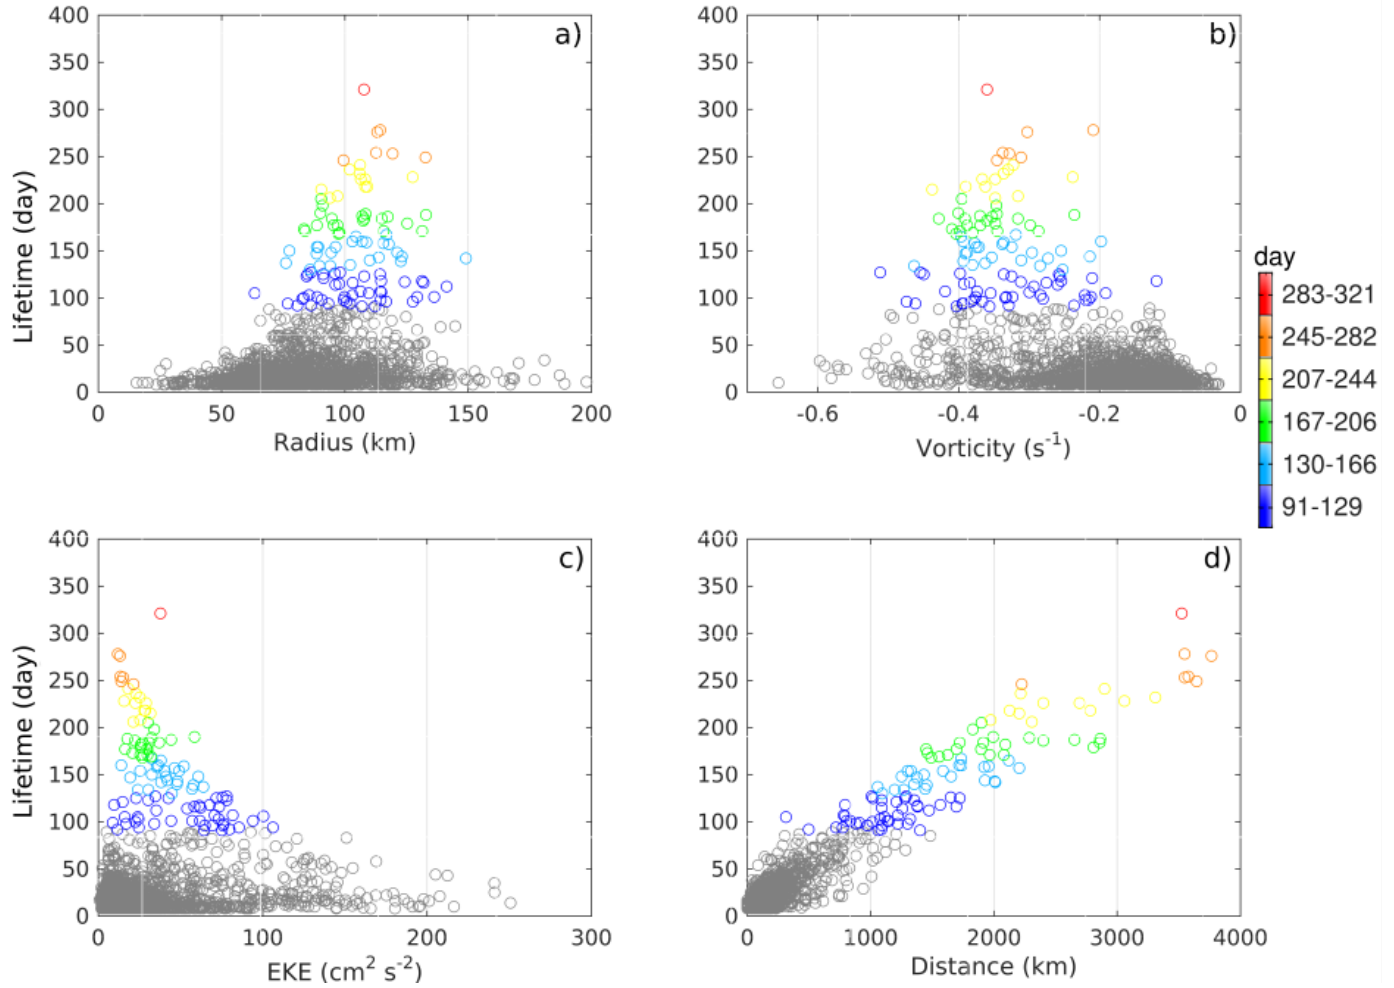 400
350
300
250
200
150
100
50
0
Lifetime (day)
a)
0 50 100 150 200
Radius (km)
400
350
300
250
200
150
100
50
0
Lifetime (day)
b)
-0.6 -0.4 -0.2 0
Vorticity (s⁻¹)
day
283-321
245-282
207-244
167-206
130-166
91-129
400
350
300
250
200
150
100
50
0
Lifetime (day)
c)
0 100 200 300
EKE (cm² s⁻²)
400
350
300
250
200
150
100
50
0
d)
0 1000 2000 3000 4000
Distance (km)